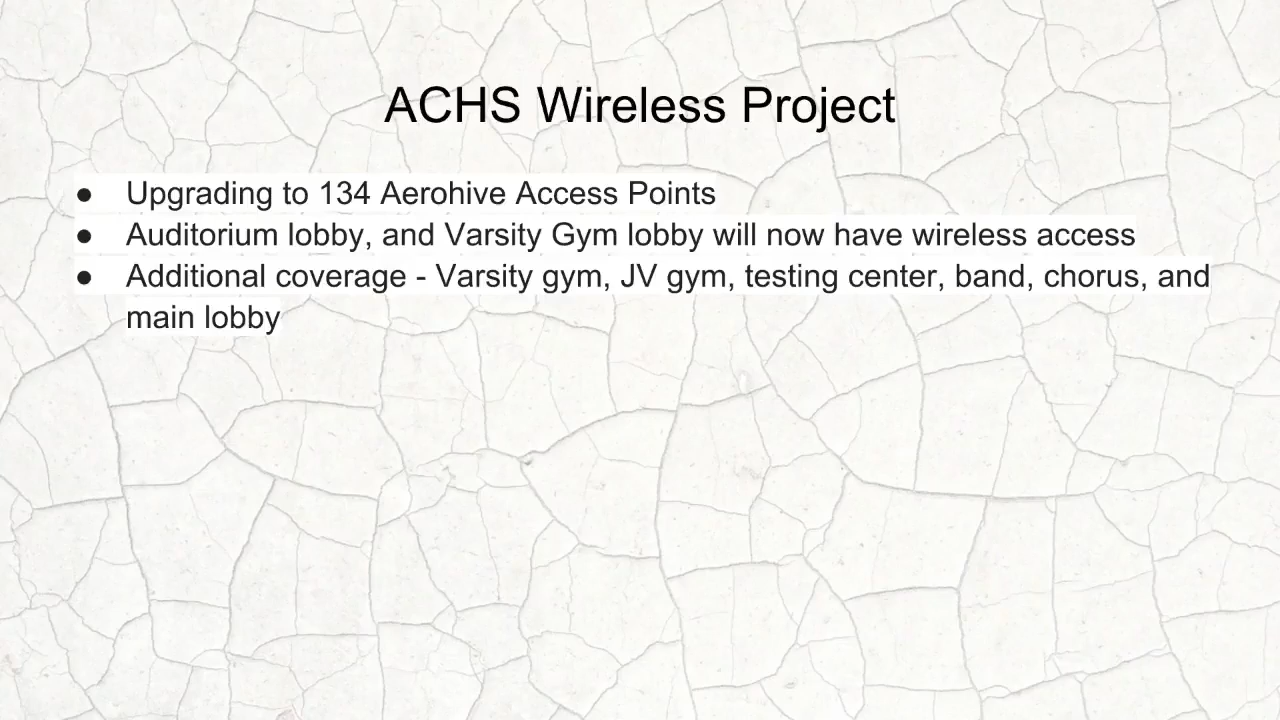 ACHS Wireless Project
● Upgrading to 134 Aerohive Access Points
● Auditorium lobby, and Varsity Gym lobby will now have wireless access
● Additional coverage - Varsity gym, JV gym, testing center, band, chorus, and
main lobby